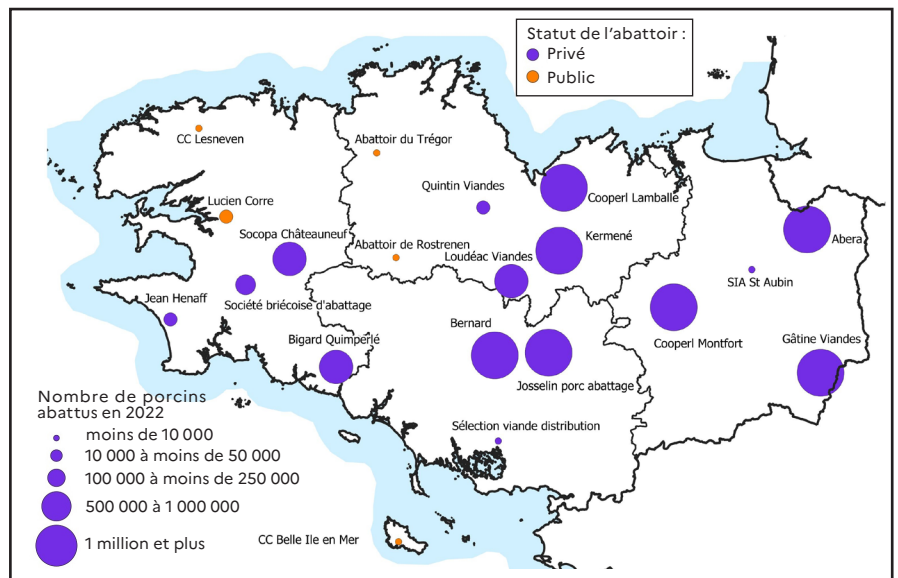 Statut de l'abattoir :
Privé
Public
CC Lesneven
Abattoir du Trégor
Quintin Viandes
Cooperl Lamballe
Lucien Corre
Socopa Châteauneuf
Kermené
Abera
Abattoir de Rostrenen
Loudéac Viandes
SIA St Aubin
Jean Henaff
Société briécoise d'abattage
Bernard
Bigard Quimperlé
Cooperl Montfort
Gâtine Viandes
Josselin porc abattage
Sélection viande distribution
CC Belle Ile en Mer
Nombre de porcins
abattus en 2022
moins de 10 000
10 000 à moins de 50 000
100 000 à moins de 250 000
500 000 à 1 000 000
1 million et plus